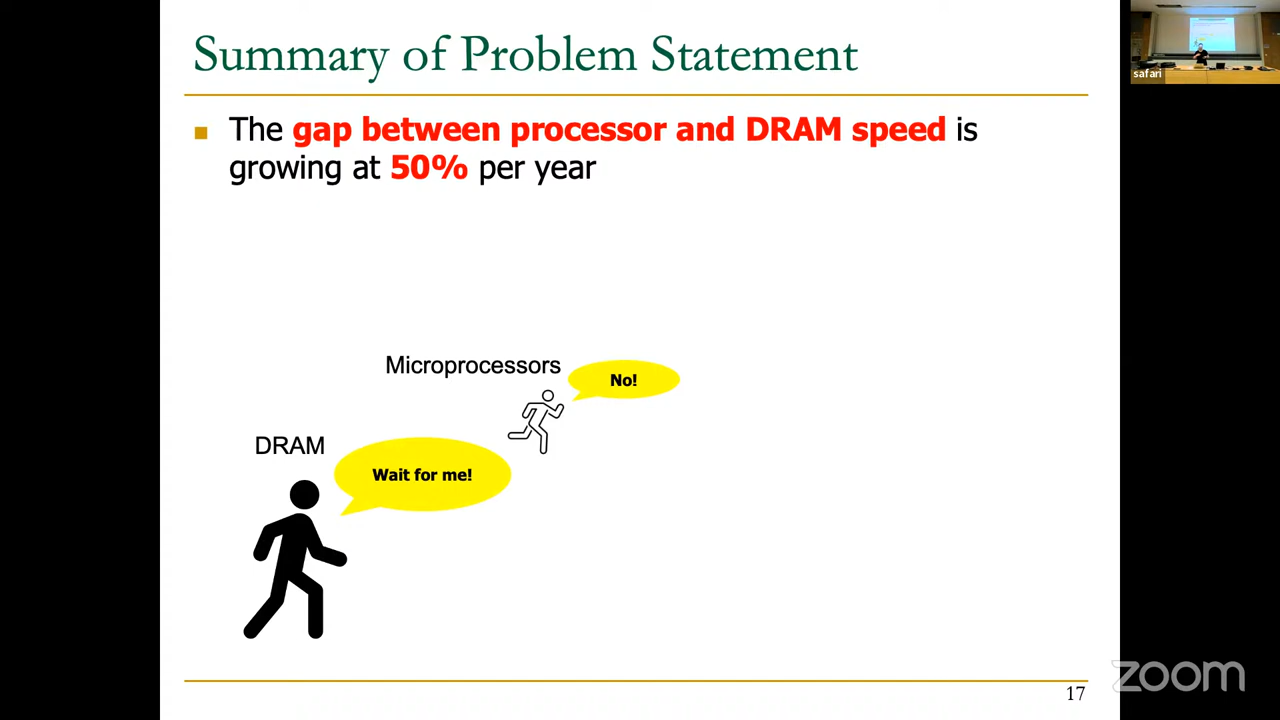 Summary of Problem Statement
safari
The gap between processor and DRAM speed is
growing at 50% per year
Microprocessors
No!
DRAM
Wait for me!
17
zoom